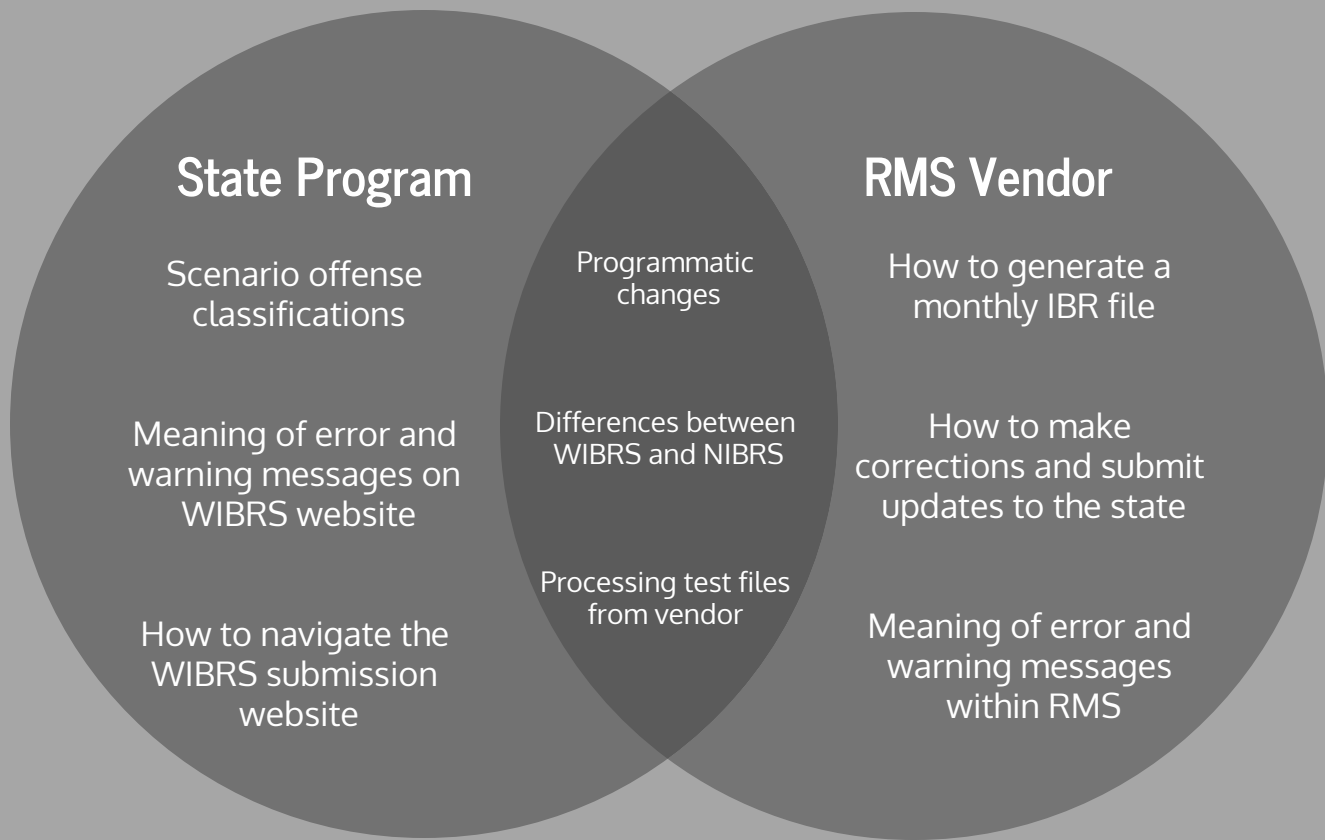 State Program
Scenario offense
classifications
Meaning of error and
warning messages on
WIBRS website
How to navigate the
WIBRS submission
website
Programmatic
changes
Differences between
WIBRS and NIBRS
Processing test files
from vendor
RMS Vendor
How to generate a
monthly IBR file
How to make
corrections and submit
updates to the state
Meaning of error and
warning messages
within RMS